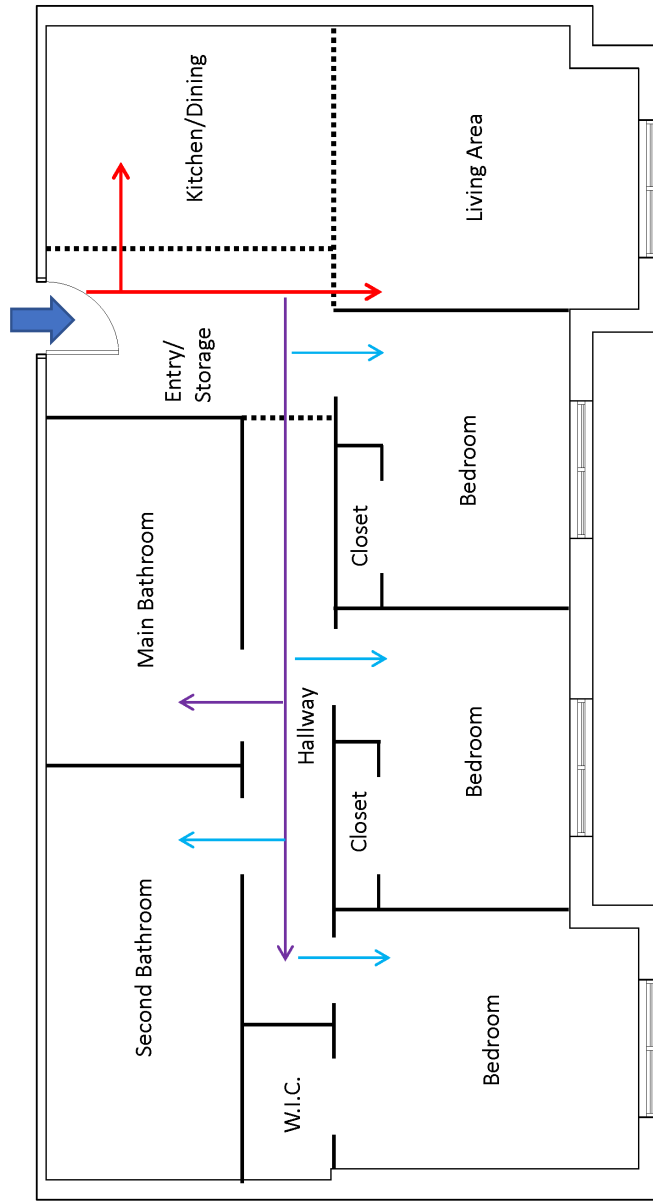 Second Bathroom
Main Bathroom
Entry/
Storage
Kitchen/Dining
W.I.C.
Hallway
Closet
Closet
Bedroom
Bedroom
Bedroom
Living Area